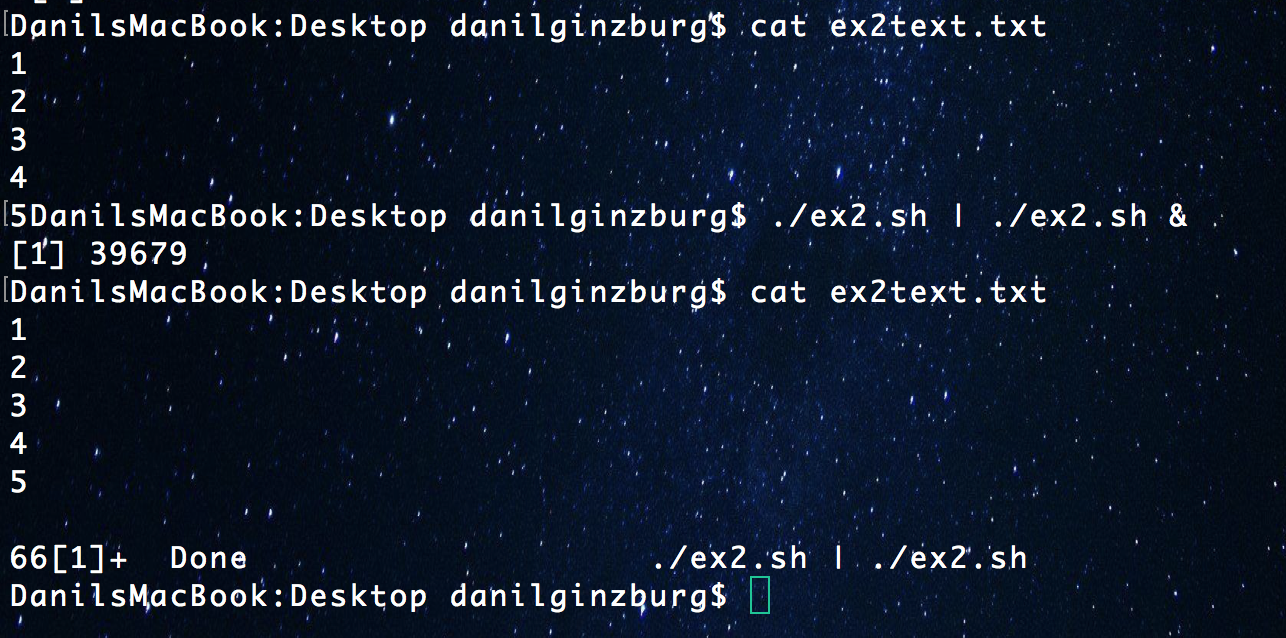 DanilsMacBook:Desktop danilginzburg$ cat ex2text.txt
1
2
3
4
5DanilsMacBook:Desktop danilginzburg$ ./ex2.sh | ./ex2.sh &
[1] 39679
DanilsMacBook:Desktop danilginzburg$ cat ex2text.txt
1
2
3
4
5

66[1]+  Done                          ./ex2.sh | ./ex2.sh
DanilsMacBook:Desktop danilginzburg$